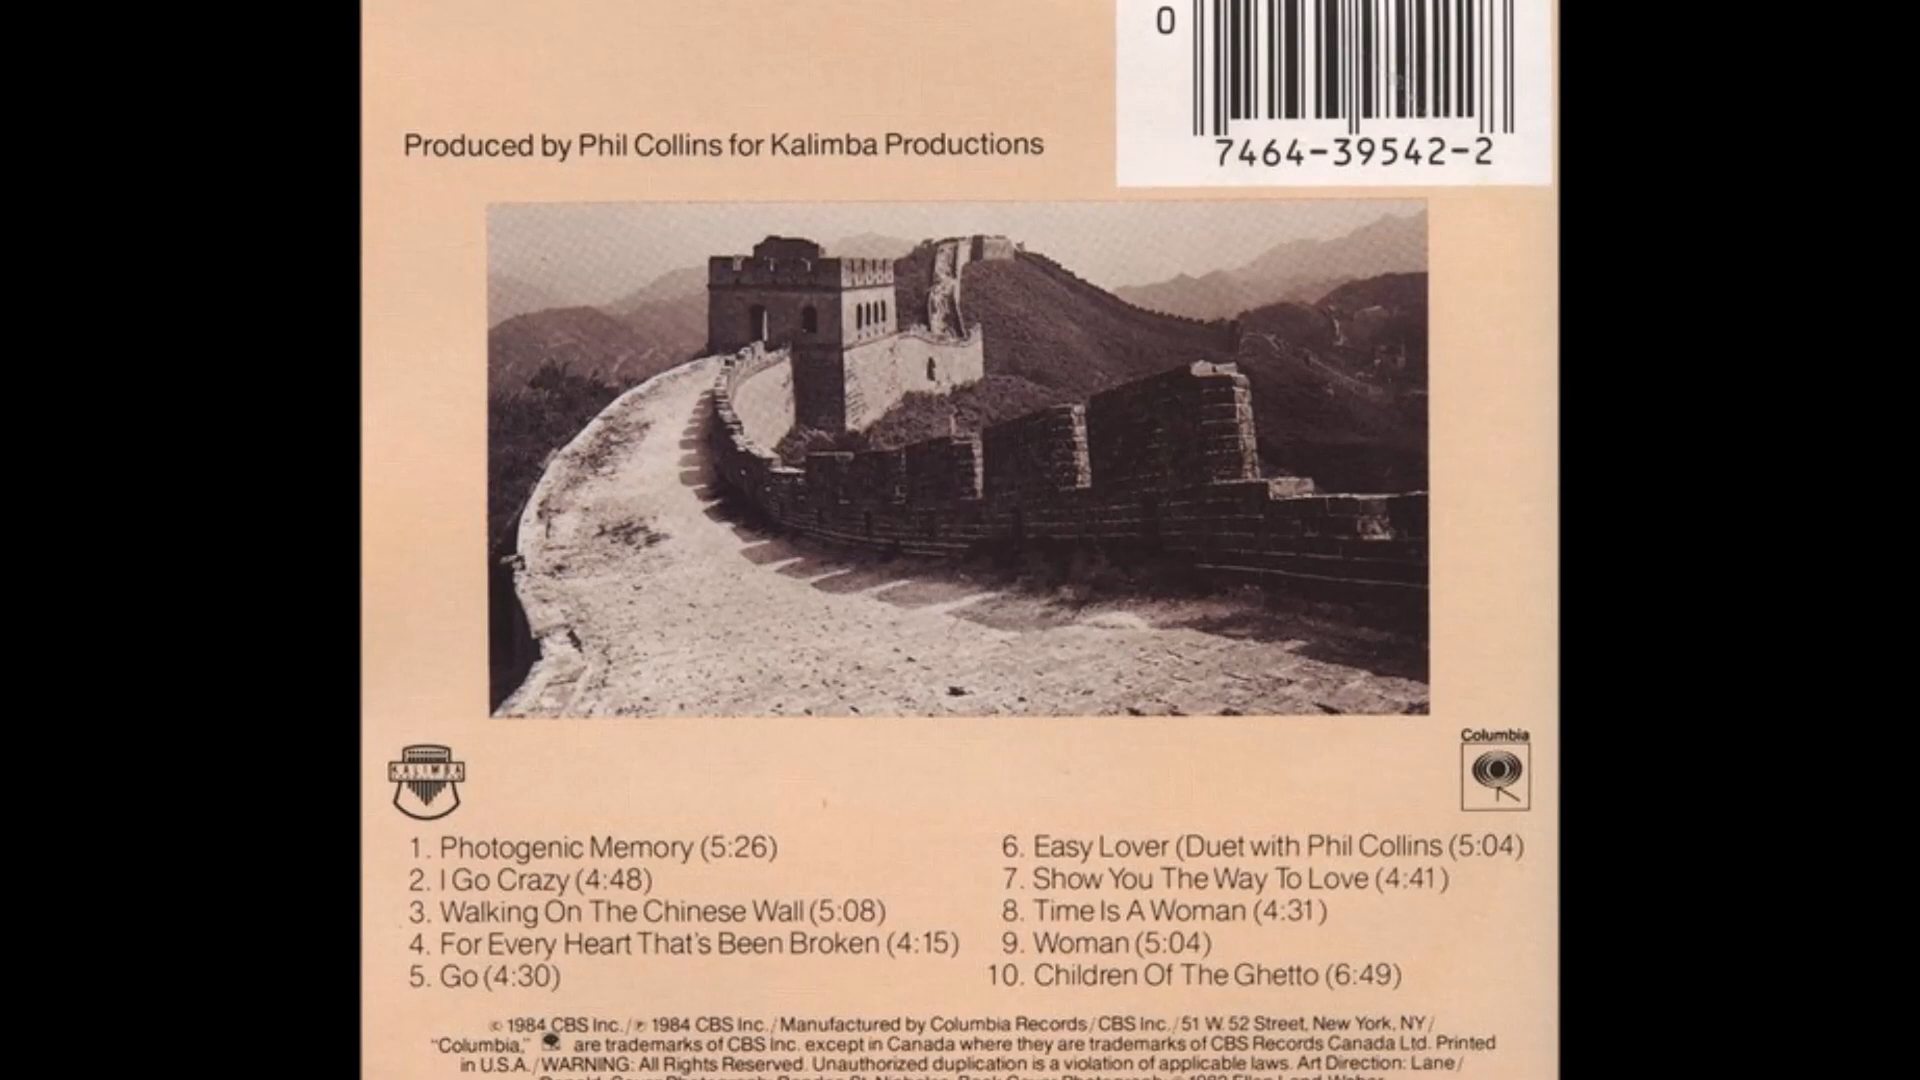 0
7464-39542-2
Produced by Phil Collins for Kalimba Productions
KALIMBA
Columbia
1. Photogenic Memory (5:26)
2. I Go Crazy (4:48)
3. Walking On The Chinese Wall (5:08)
4. For Every Heart That's Been Broken (4:15)
5. Go (4:30)
6. Easy Lover (Duet with Phil Collins (5:04)
7. Show You The Way To Love (4:41)
8. Time Is A Woman (4:31)
9. Woman (5:04)
10. Children Of The Ghetto (6:49)
© 1984 CBS Inc./℗ 1984 CBS Inc./Manufactured by Columbia Records/CBS Inc./51 W. 52 Street, New York, NY/
"Columbia," are trademarks of CBS Inc. except in Canada where they are trademarks of CBS Records Canada Ltd. Printed
in U.S.A./WARNING: All Rights Reserved. Unauthorized duplication is a violation of applicable laws. Art Direction: Lane/